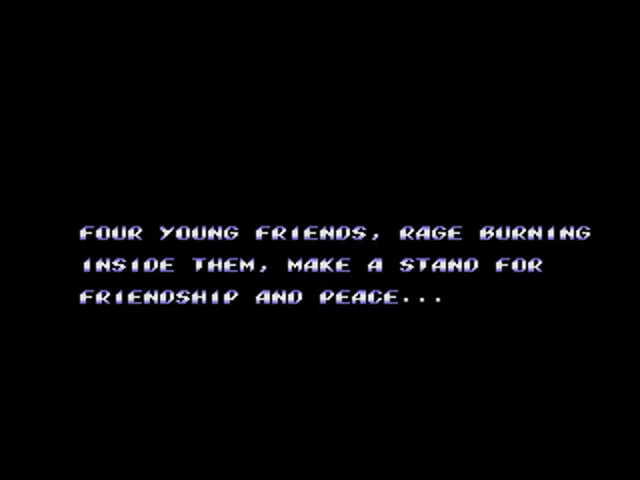 FOUR YOUNG FRIENDS, RAGE BURNING
INSIDE THEM, MAKE A STAND FOR
FRIENDSHIP AND PEACE...